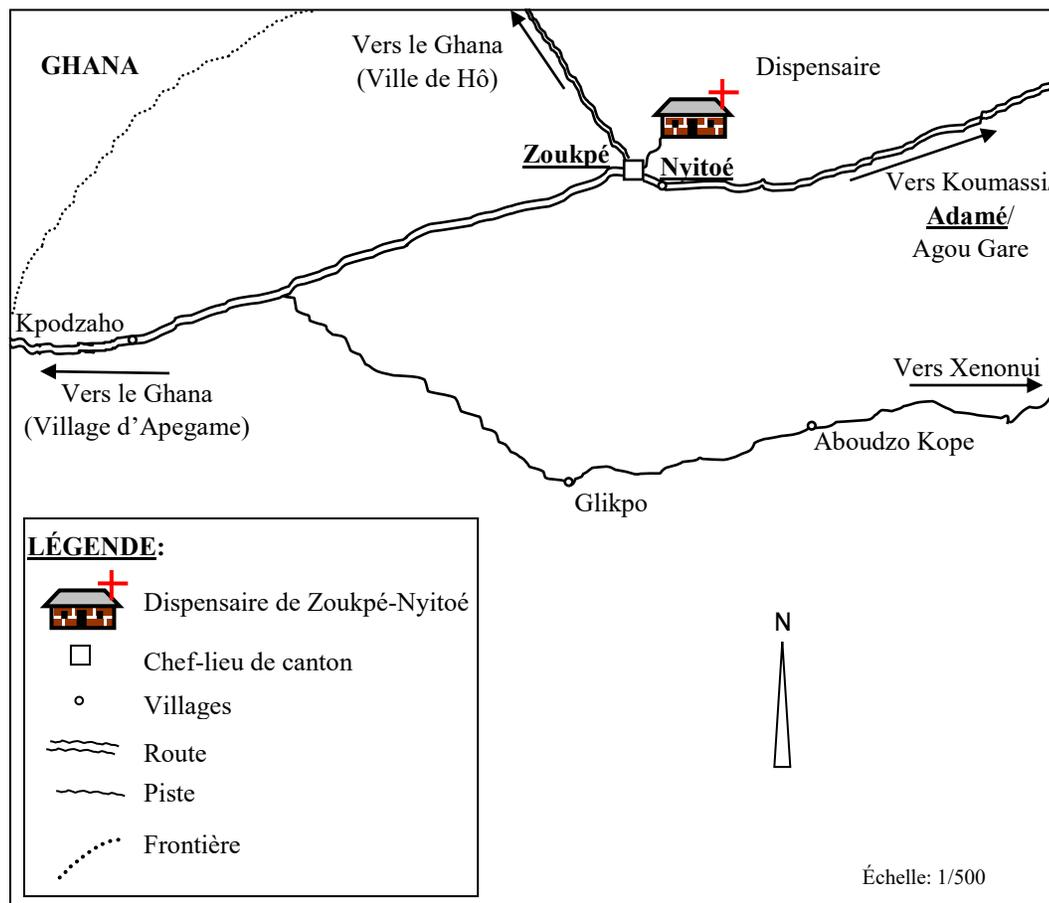 Vers le Ghana
(Ville de Hô)
GHANA
Dispensaire
Zoukpé
Nyitoé
Vers Koumassi/
Adamé/
Agou Gare
Kpodzaho
Vers le Ghana
(Village d’Apegame)
Vers Xenonui
Aboudzo Kope
Glikpo
LÉGENDE:
Dispensaire de Zoukpé-Nyitoé
Chef-lieu de canton
Villages
Route
Piste
Frontière
N
Échelle: 1/500